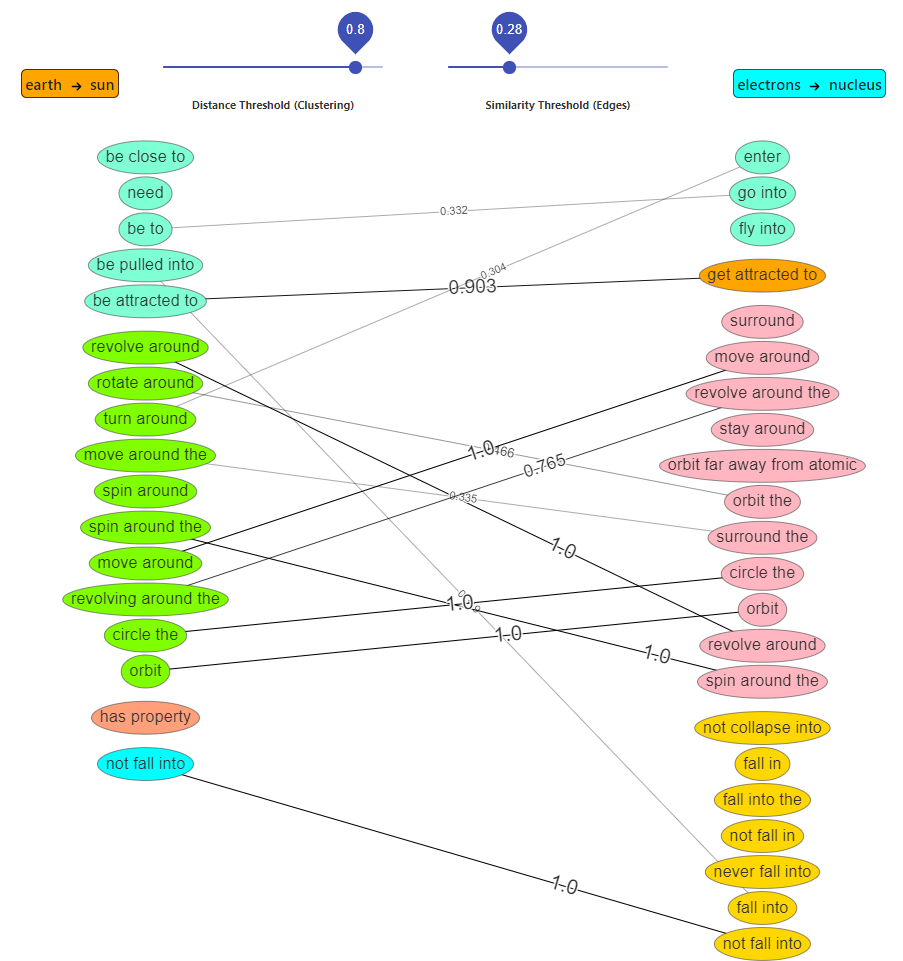 0.8
0.28
earth → sun
electrons → nucleus
Distance Threshold (Clustering)
Similarity Threshold (Edges)
be close to
enter
need
go into
be to
0.332
fly into
be pulled into
0.304
get attracted to
be attracted to
0.903
surround
revolve around
move around
rotate around
revolve around the
turn around
stay around
move around the
1.0
0.765
orbit far away from atomic
spin around
0.335
orbit the
spin around the
surround the
move around
1.0
circle the
revolving around the
1.0
orbit
circle the
1.0
revolve around
orbit
1.0
spin around the
has property
not collapse into
not fall into
fall in
fall into the
not fall in
1.0
never fall into
fall into
not fall into